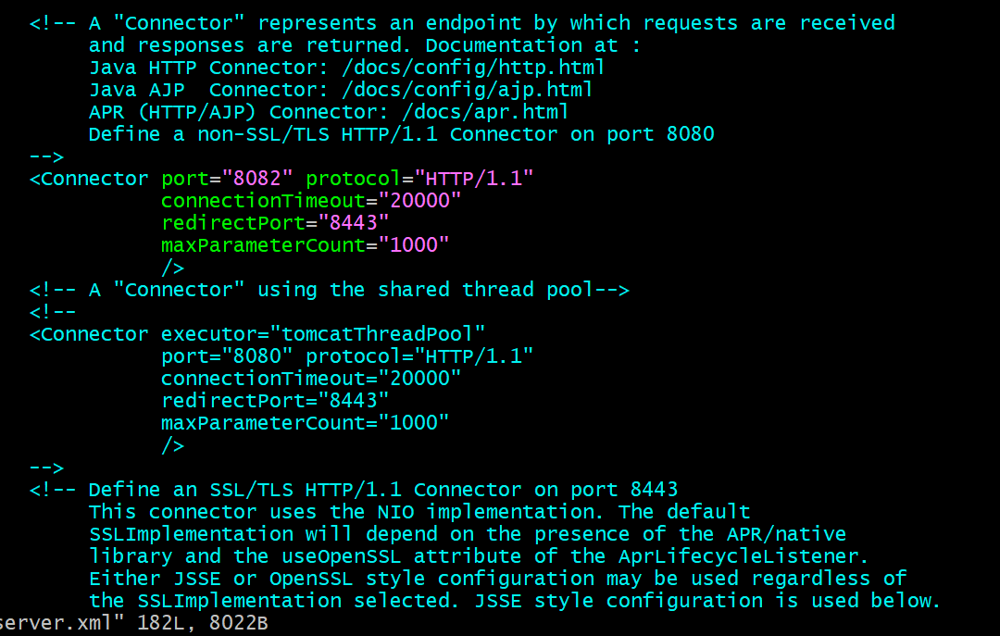 <!-- A "Connector" represents an endpoint by which requests are received
and responses are returned. Documentation at :
Java HTTP Connector: /docs/config/http.html
Java AJP  Connector: /docs/config/ajp.html
APR (HTTP/AJP) Connector: /docs/apr.html
Define a non-SSL/TLS HTTP/1.1 Connector on port 8080
-->
<Connector port="8082" protocol="HTTP/1.1"
connectionTimeout="20000"
redirectPort="8443"
maxParameterCount="1000"
/>
<!-- A "Connector" using the shared thread pool-->
<!--
<Connector executor="tomcatThreadPool"
port="8080" protocol="HTTP/1.1"
connectionTimeout="20000"
redirectPort="8443"
maxParameterCount="1000"
/>
-->
<!-- Define an SSL/TLS HTTP/1.1 Connector on port 8443
This connector uses the NIO implementation. The default
SSLImplementation will depend on the presence of the APR/native
library and the useOpenSSL attribute of the AprLifecycleListener.
Either JSSE or OpenSSL style configuration may be used regardless of
the SSLImplementation selected. JSSE style configuration is used below.
server.xml" 182L, 8022B